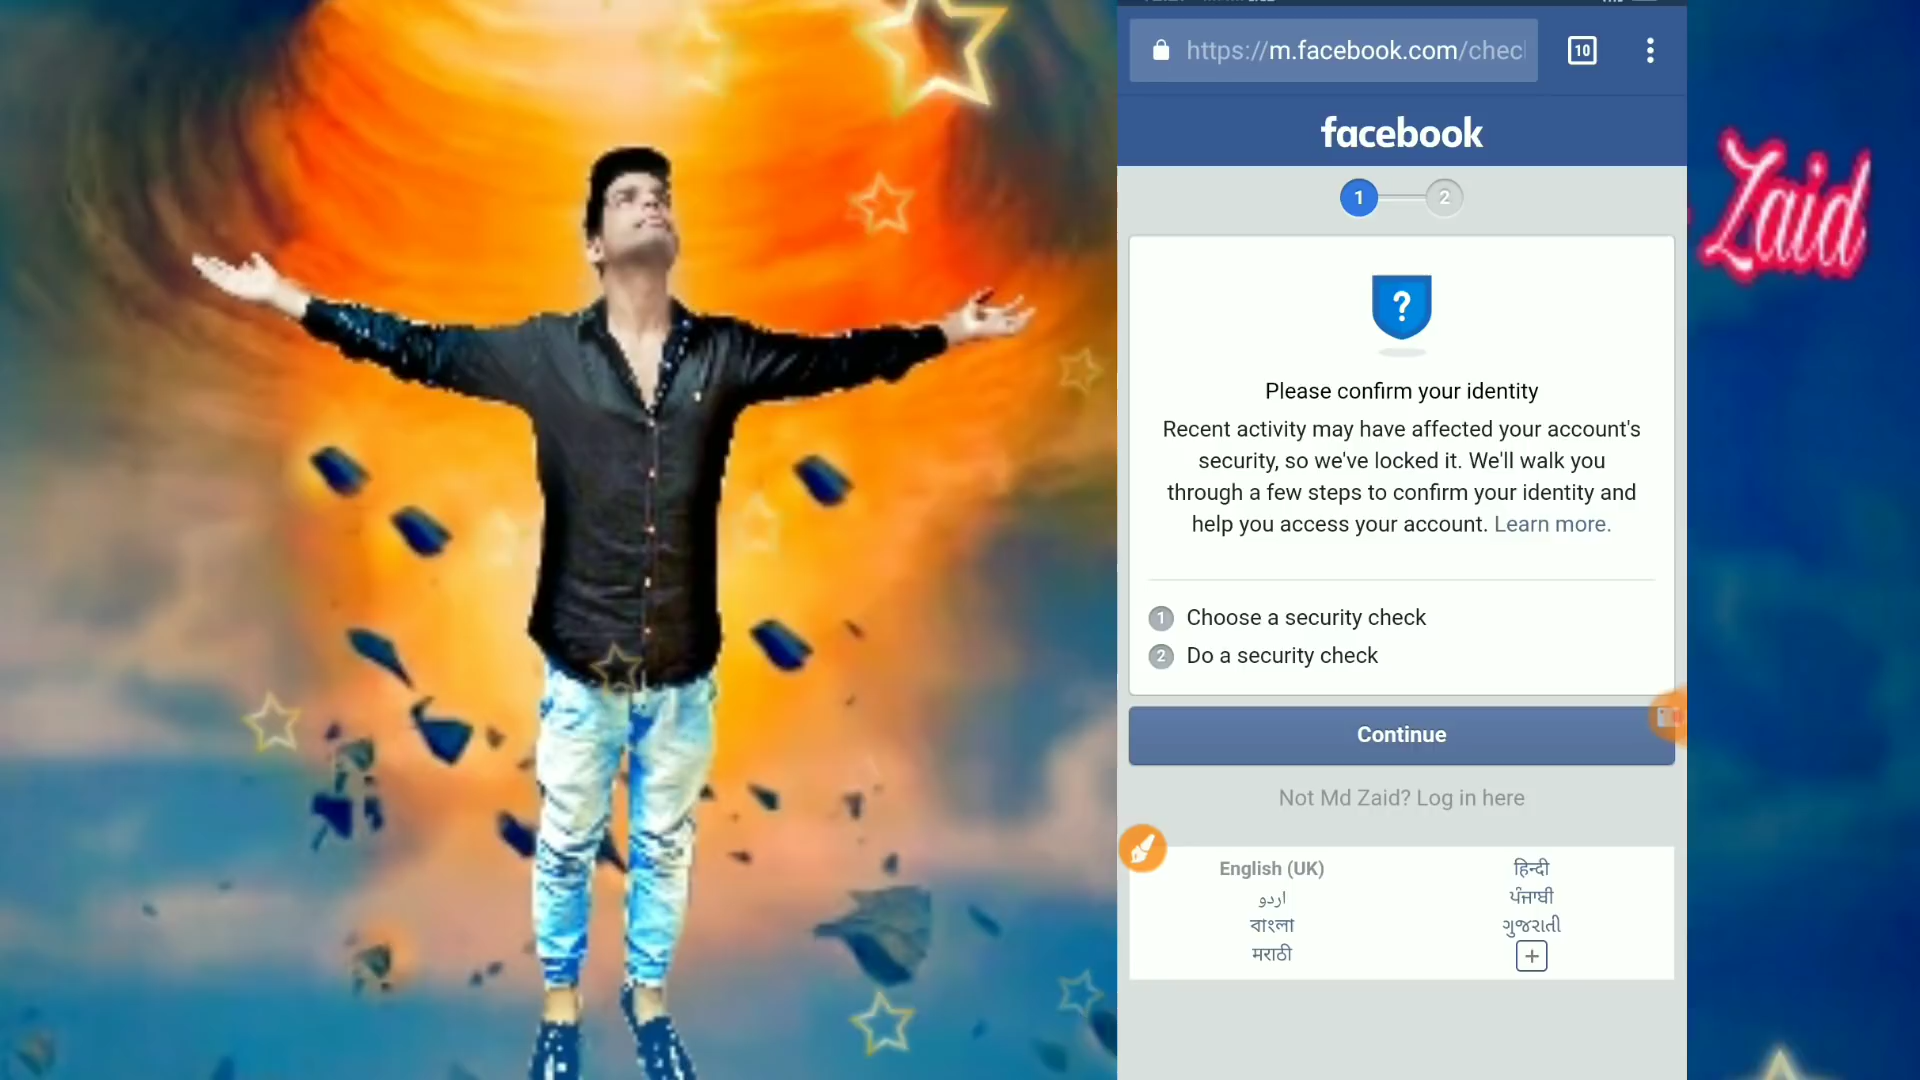 https://m.facebook.com/chec
10
facebook
1 2
?
Please confirm your identity
Recent activity may have affected your account's
security, so we've locked it. We'll walk you
through a few steps to confirm your identity and
help you access your account. Learn more.
1 Choose a security check
2 Do a security check
Continue
Not Md Zaid? Log in here
English (UK) हिन्दी
اردو ਪੰਜਾਬੀ
বাংলা ગુજરાતી
मराठी +
Zaid